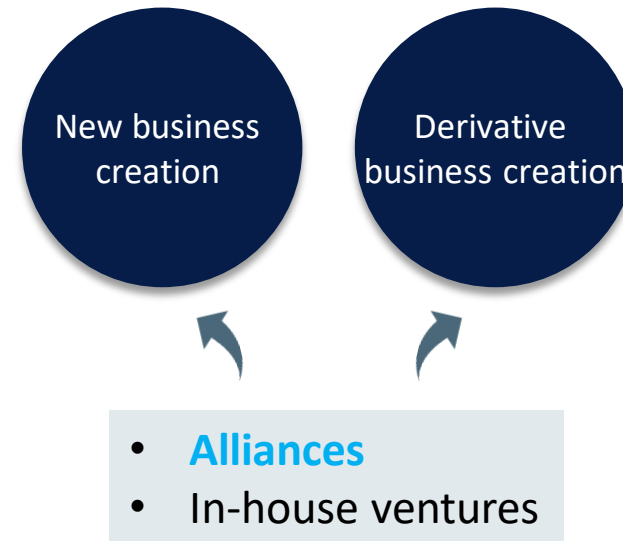 New business
creation
Derivative
business creation
• Alliances
• In-house ventures